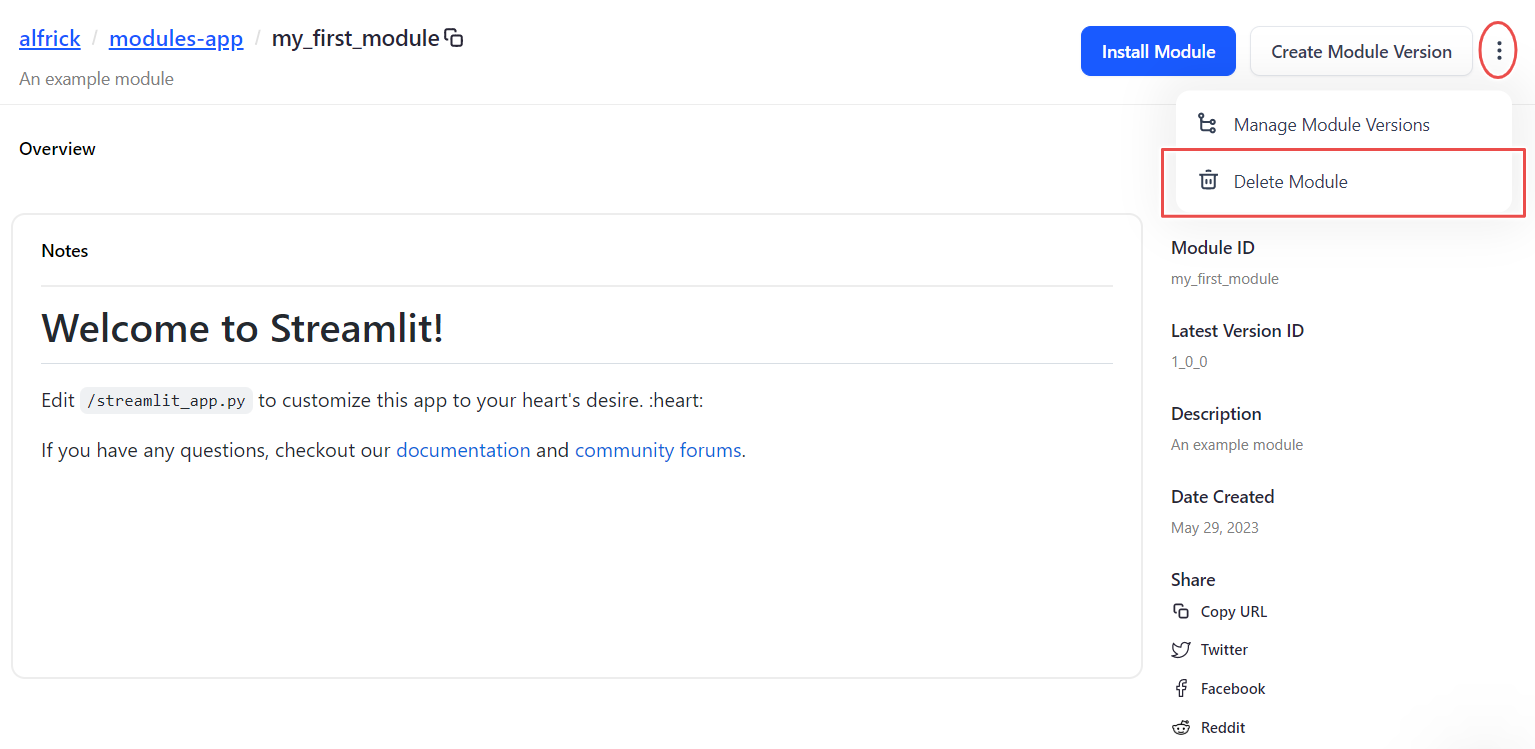 alfrick / modules-app / my_first_module
An example module
Install Module
Create Module Version
Manage Module Versions
Delete Module
Overview
Notes
Welcome to Streamlit!
Edit /streamlit_app.py to customize this app to your heart's desire. :heart:
If you have any questions, checkout our documentation and community forums.
Module ID
my_first_module
Latest Version ID
1_0_0
Description
An example module
Date Created
May 29, 2023
Share
Copy URL
Twitter
Facebook
Reddit